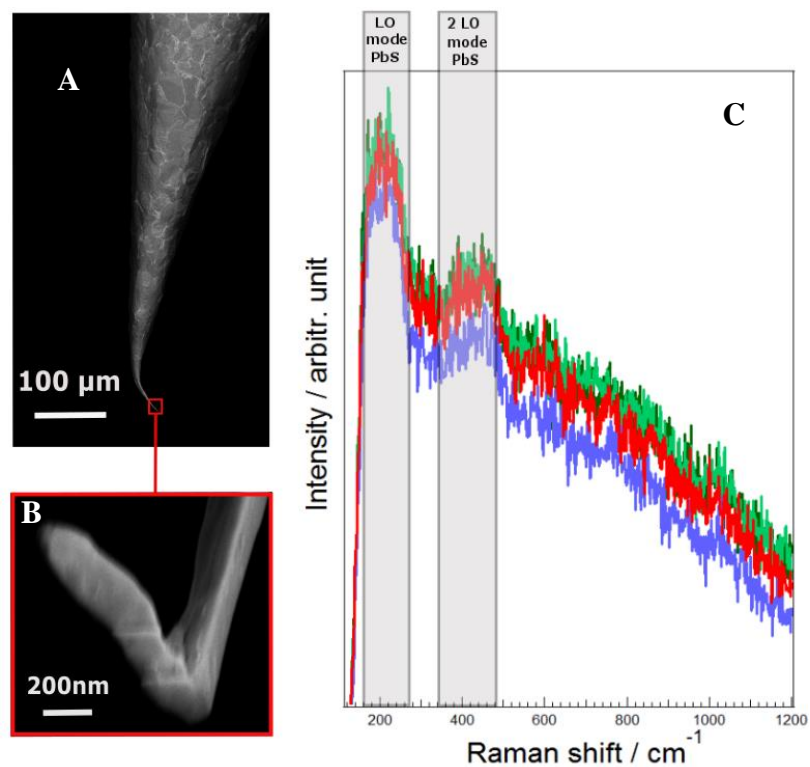 A
100 µm
B
200nm
LO
mode
PbS
2 LO
mode
PbS
C
Intensity / arbitr. unit
200 400 600 800 1000 1200
Raman shift / cm⁻¹